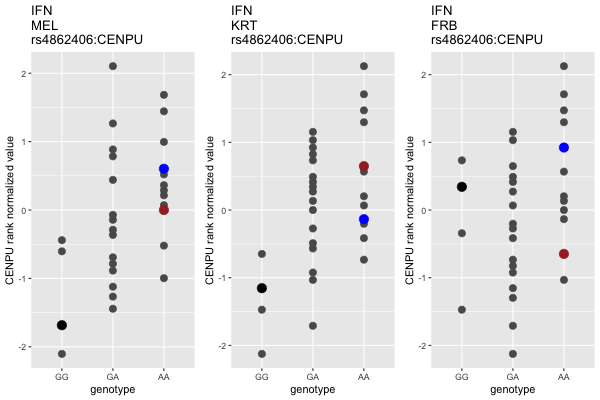 IFN
MEL
rs4862406:CENPU
CENPU rank normalized value
2
1
0
-1
-2
GG
GA
AA
genotype
IFN
KRT
rs4862406:CENPU
CENPU rank normalized value
2
1
0
-1
-2
GG
GA
AA
genotype
IFN
FRB
rs4862406:CENPU
CENPU rank normalized value
2
1
0
-1
-2
GG
GA
AA
genotype